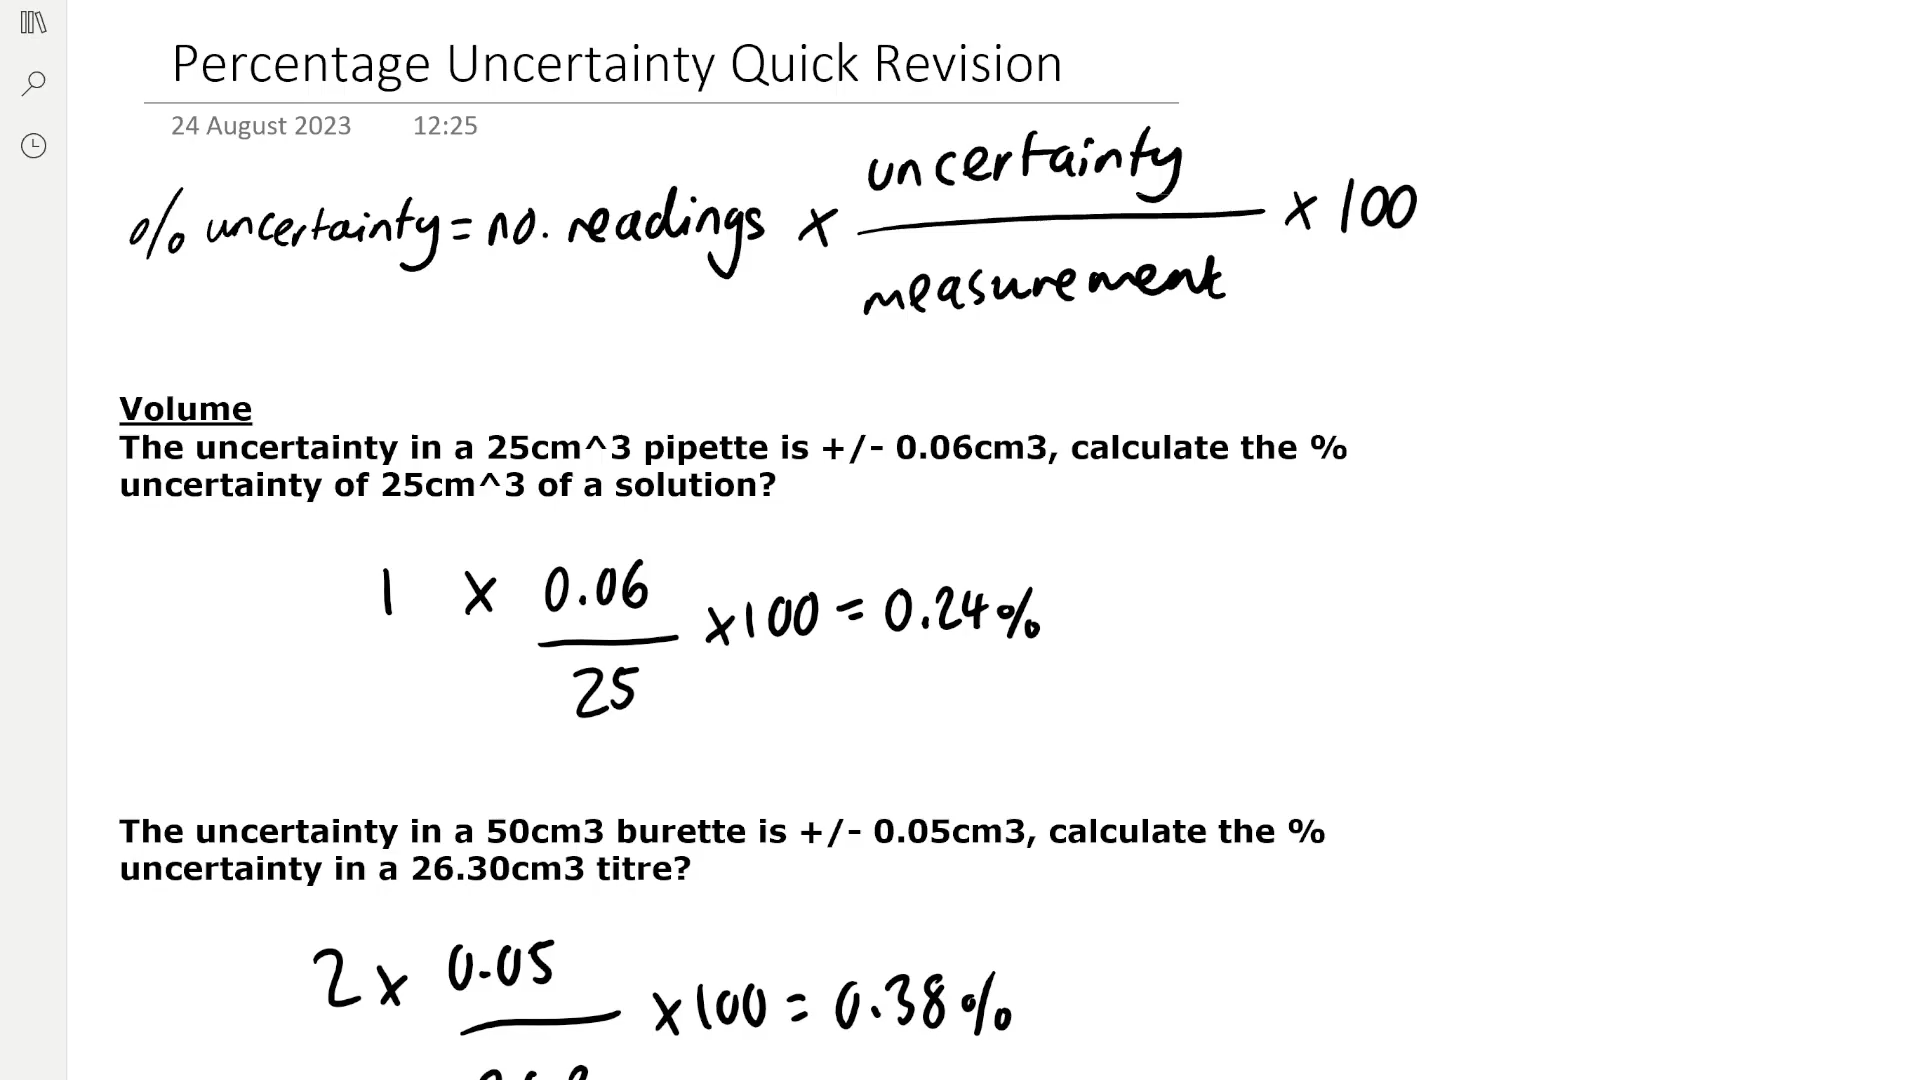 Percentage Uncertainty Quick Revision
24 August 2023 12:25
% uncertainty = no. readings x uncertainty / measurement x 100
Volume
The uncertainty in a 25cm^3 pipette is +/- 0.06cm3, calculate the %
uncertainty of 25cm^3 of a solution?
1 x 0.06 / 25 x100 = 0.24%
The uncertainty in a 50cm3 burette is +/- 0.05cm3, calculate the %
uncertainty in a 26.30cm3 titre?
2 x 0.05 x100 = 0.38%